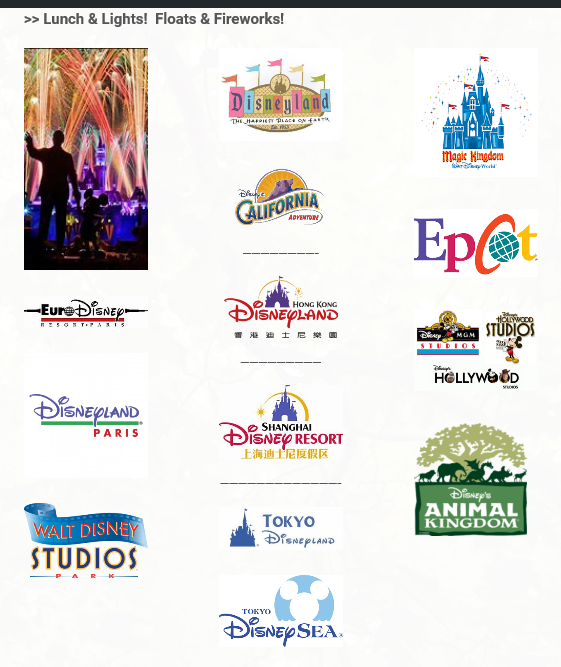 >> Lunch & Lights!  Floats & Fireworks!
EURO Disney
RESORT • PARIS
DISNEYLAND
PARIS
WALT DISNEY
STUDIOS
PARK
Disneyland
THE HAPPIEST PLACE ON EARTH
Disney's
CALIFORNIA
ADVENTURE
HONG KONG
DISNEYLAND
香港迪士尼樂園
SHANGHAI
DISNEY RESORT
上海迪士尼度假区
TOKYO
DISNEYLAND
TOKYO
DISNEYSEA
Magic Kingdom
Walt Disney World
Epcot
Disney MGM
STUDIOS
Disney's
HOLLYWOOD
STUDIOS
Disney's
HOLLYWOOD
STUDIOS
DISNEY'S
ANIMAL
KINGDOM